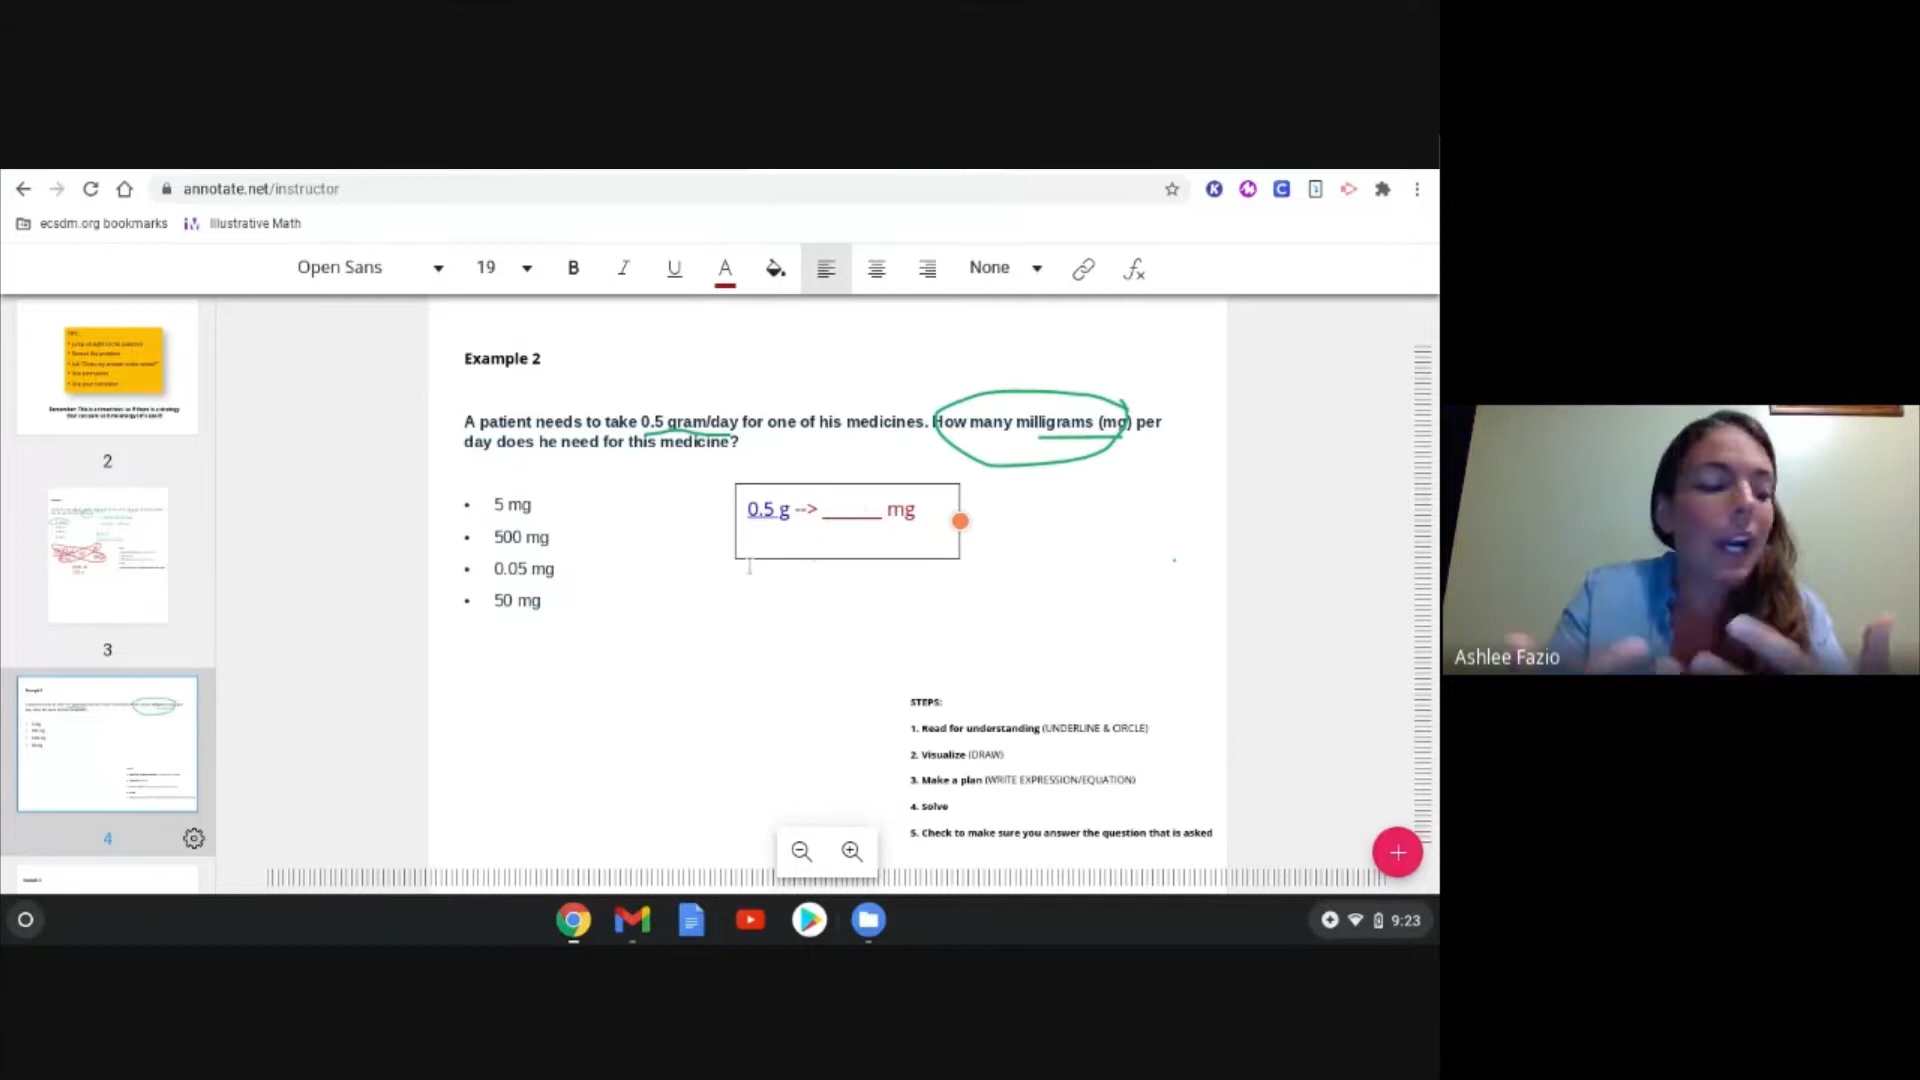 annotate.net/instructor
ecsdm.org bookmarks
Illustrative Math
Open Sans
19
B
I
U
A
None
fx
2
3
4
Example 2
A patient needs to take 0.5 gram/day for one of his medicines. How many milligrams (mg) per
day does he need for this medicine?
• 5 mg
• 500 mg
• 0.05 mg
• 50 mg
0.5 g --> ______ mg
STEPS:
1. Read for understanding (UNDERLINE & CIRCLE)
2. Visualize (DRAW)
3. Make a plan (WRITE EXPRESSION/EQUATION)
4. Solve
5. Check to make sure you answer the question that is asked
9:23
Ashlee Fazio